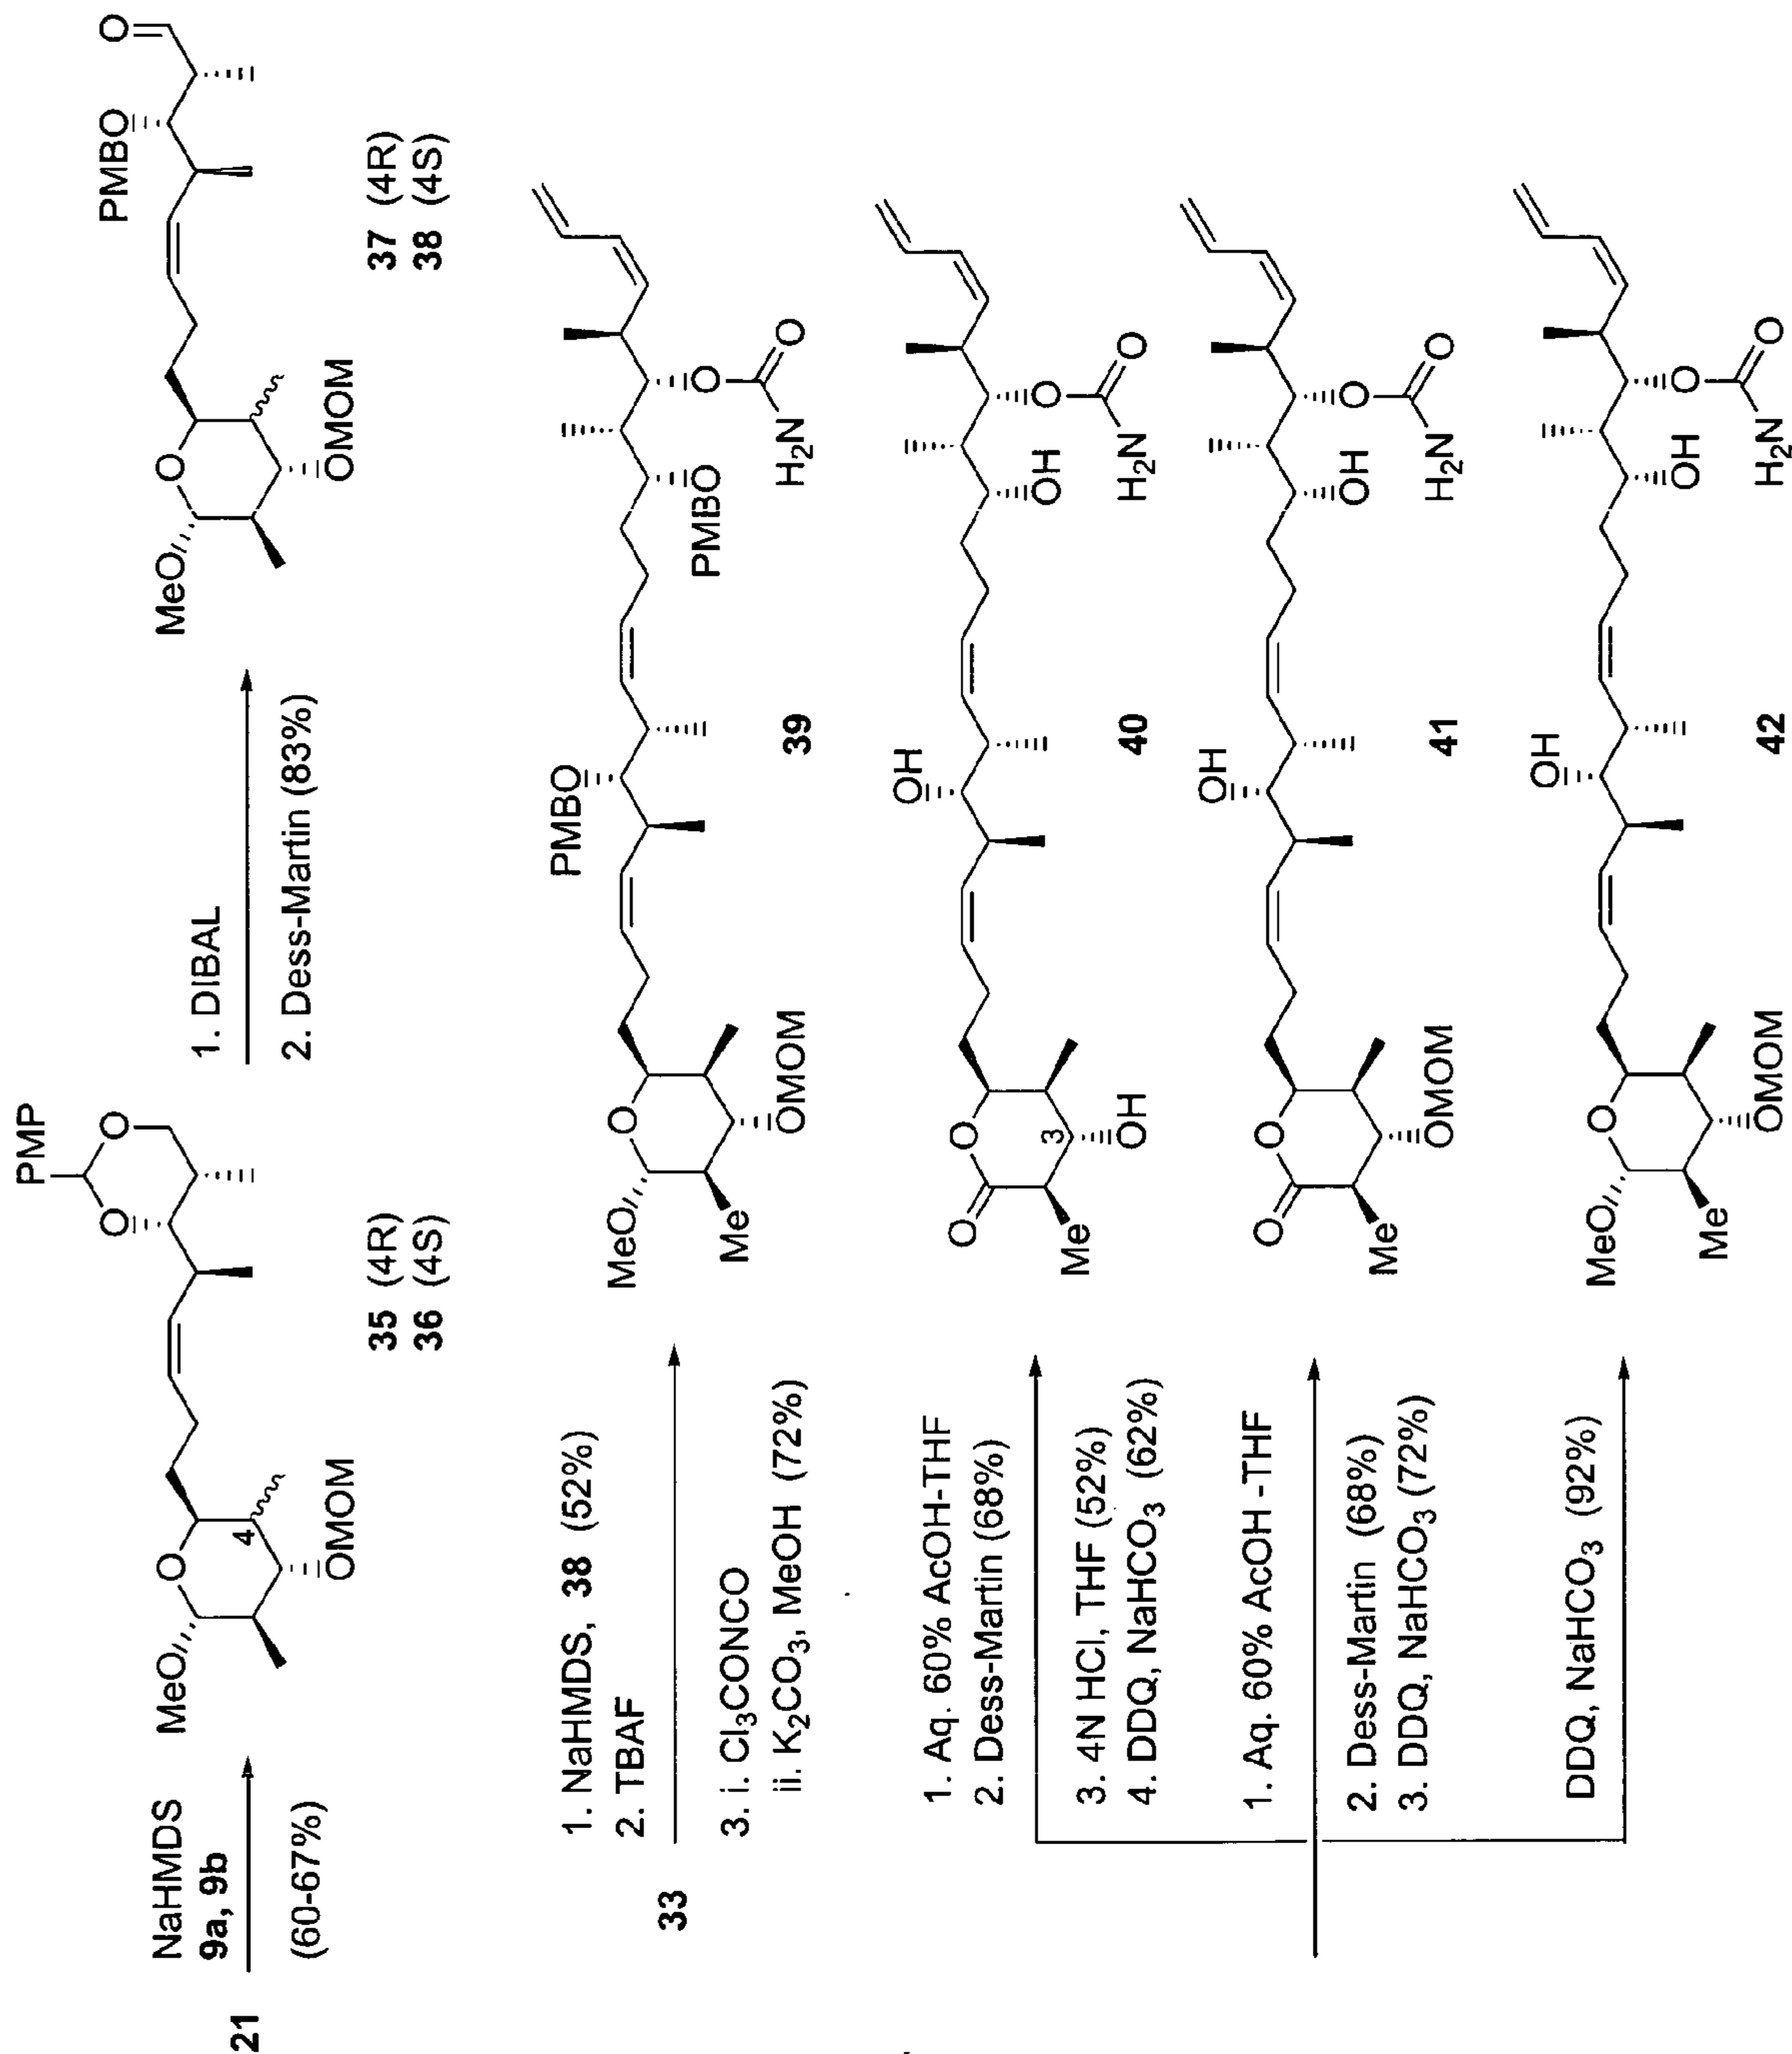 21
NaHMDS
9a, 9b
(60-67%)
MeO
O
4
OMOM
O
O
PMP
35 (4R)
36 (4S)
1. DIBAL
2. Dess-Martin (83%)
MeO
O
OMOM
PMBO
O
37 (4R)
38 (4S)
33
1. NaHMDS, 38 (52%)
2. TBAF
3. i. Cl3CONCO
ii. K2CO3, MeOH (72%)
MeO
O
Me
OMOM
PMBO
PMBO
O
O
H2N
39
1. Aq. 60% AcOH-THF
2. Dess-Martin (68%)
3. 4N HCl, THF (52%)
4. DDQ, NaHCO3 (62%)
O
O
3
Me
OH
OH
OH
O
O
H2N
40
1. Aq. 60% AcOH -THF
2. Dess-Martin (68%)
3. DDQ, NaHCO3 (72%)
O
O
Me
OMOM
OH
OH
O
O
H2N
41
DDQ, NaHCO3 (92%)
MeO
O
Me
OMOM
OH
OH
O
O
H2N
42